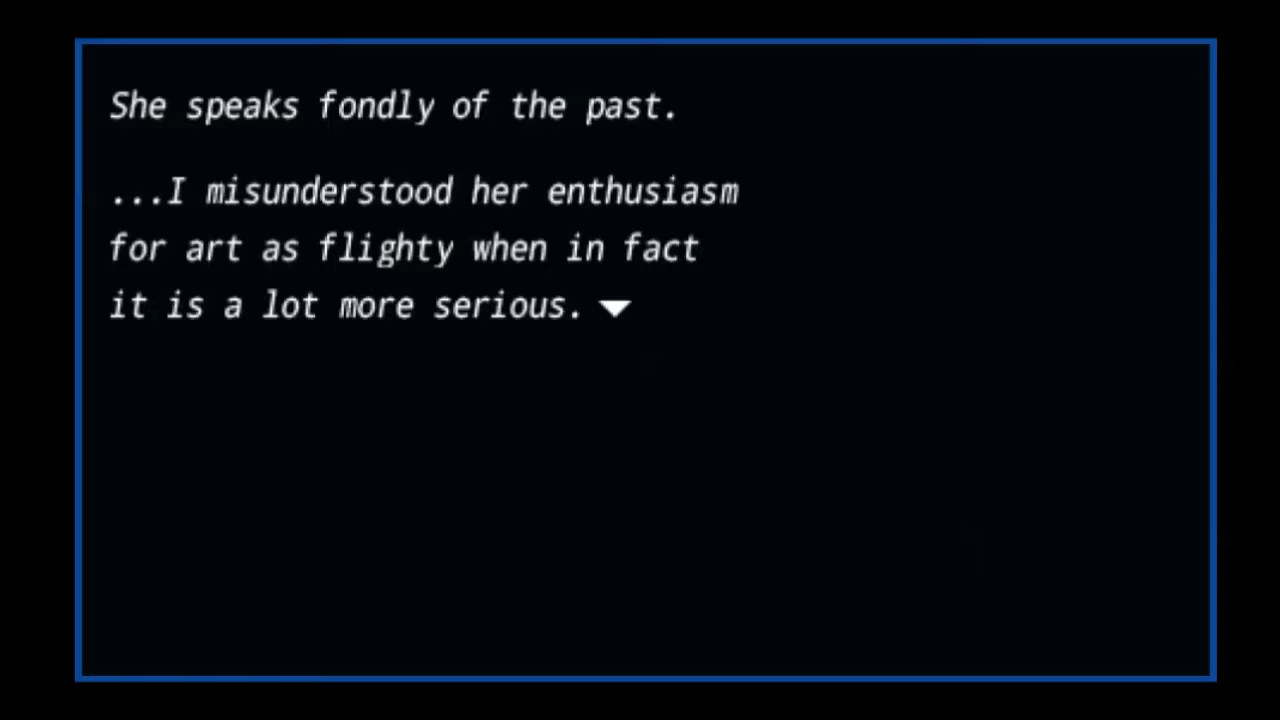 She speaks fondly of the past.
...I misunderstood her enthusiasm
for art as flighty when in fact
it is a lot more serious.